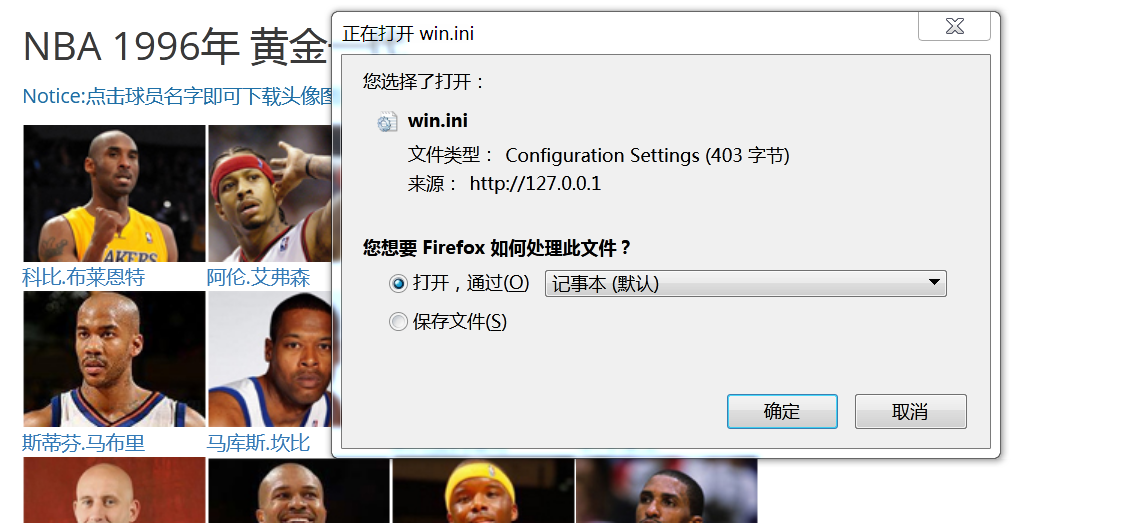 NBA 1996年 黄金一代
正在打开 win.ini
您选择了打开：
Notice:点击球员名字即可下载头像图
win.ini
文件类型： Configuration Settings (403 字节)
来源： http://127.0.0.1
LAKERS
您想要 Firefox 如何处理此文件？
科比.布莱恩特
阿伦.艾弗森
打开，通过(O) 记事本 (默认)
保存文件(S)
确定 取消
斯蒂芬.马布里
马库斯.坎比